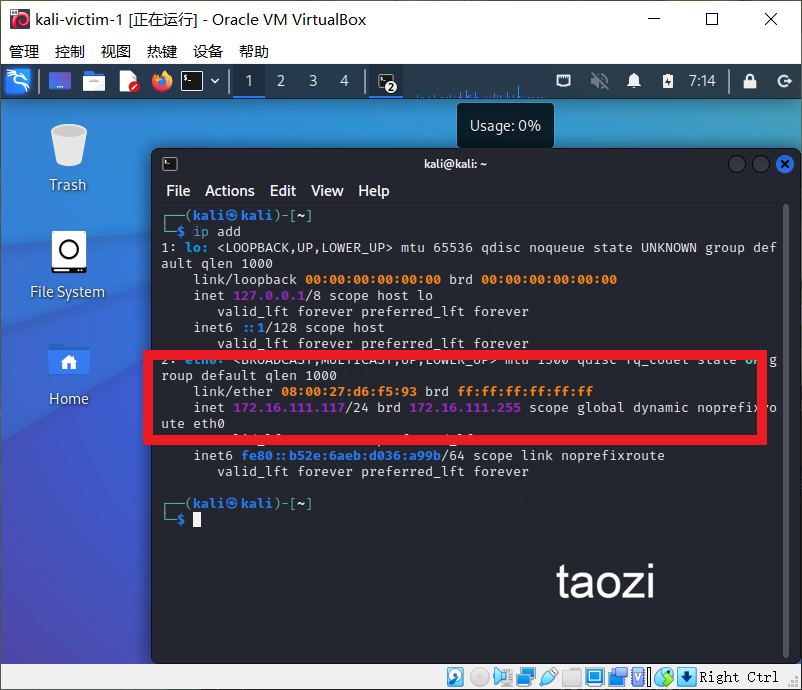 kali-victim-1 [正在运行] - Oracle VM VirtualBox
管理 控制 视图 热键 设备 帮助
1 2 3 4 2 7:14
Usage: 0%
Trash
File System
Home
kali@kali: ~
File Actions Edit View Help
┌──(kali㉿kali)-[~]
└─$ ip add
1: lo: <LOOPBACK,UP,LOWER_UP> mtu 65536 qdisc noqueue state UNKNOWN group def
ault qlen 1000
link/loopback 00:00:00:00:00:00 brd 00:00:00:00:00:00
inet 127.0.0.1/8 scope host lo
valid_lft forever preferred_lft forever
inet6 ::1/128 scope host
valid_lft forever preferred_lft forever
2: eth0: <BROADCAST,MULTICAST,UP,LOWER_UP> mtu 1500 qdisc fq_codel state g
roup default qlen 1000
link/ether 08:00:27:d6:f5:93 brd ff:ff:ff:ff:ff:ff
inet 172.16.111.117/24 brd 172.16.111.255 scope global dynamic noprefixro
ute eth0
inet6 fe80::b52e:6aeb:d036:a99b/64 scope link noprefixroute
valid_lft forever preferred_lft forever
┌──(kali㉿kali)-[~]
└─$
taozi
Right Ctrl